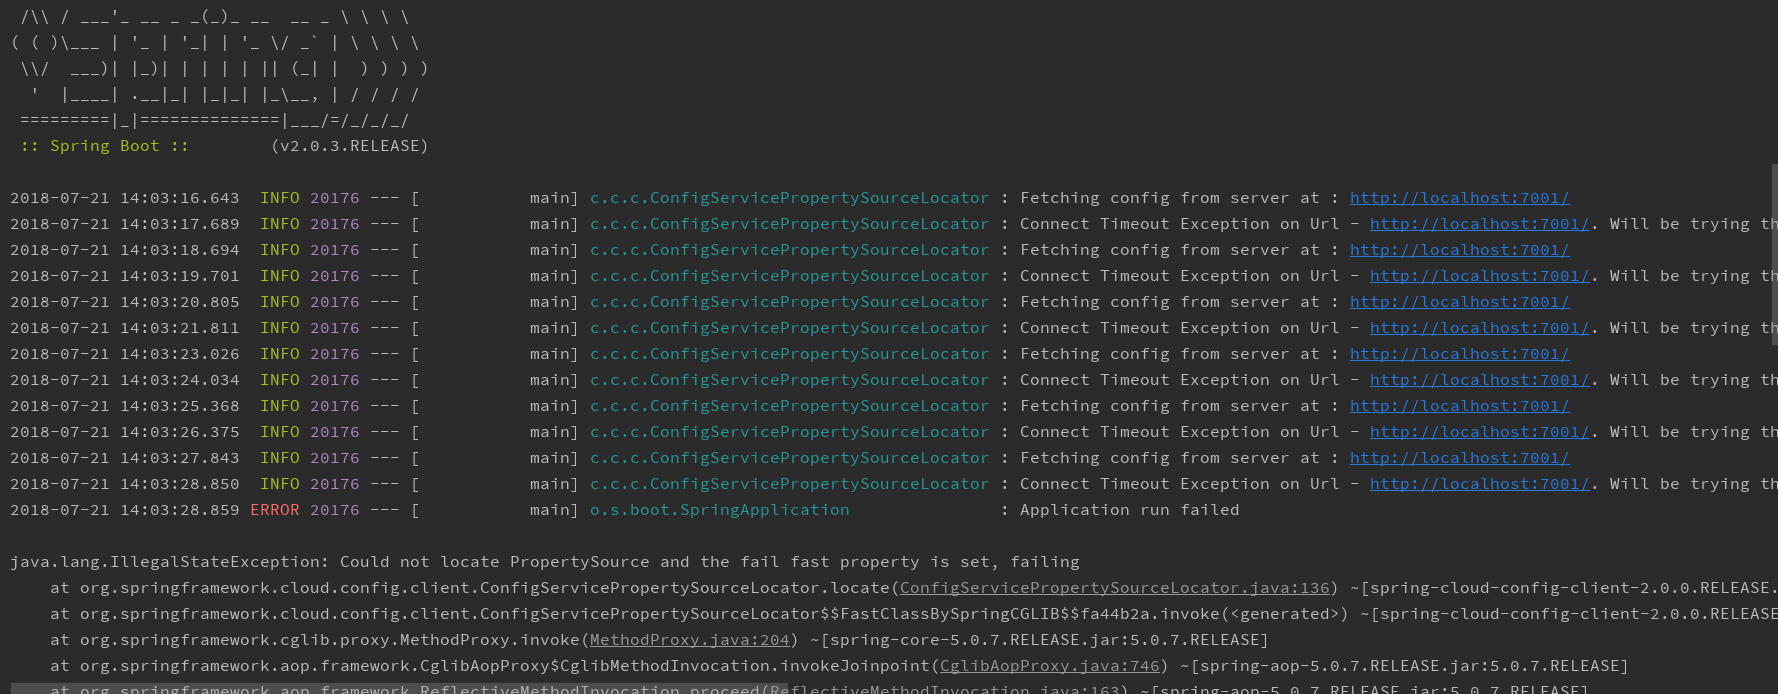 /\\ / ___'_ __ _ _(_)_ __  __ _ \ \ \ \
( ( )\___ | '_ | '_| | '_ \/ _` | \ \ \ \
 \\/  ___)| |_)| | | | | || (_| |  ) ) ) )
  '  |____| .__|_| |_|_| |_\__, | / / / /
 =========|_|==============|___/=/_/_/_/
 :: Spring Boot ::        (v2.0.3.RELEASE)
2018-07-21 14:03:16.643  INFO 20176 --- [           main] c.c.c.ConfigServicePropertySourceLocator : Fetching config from server at : http://localhost:7001/
2018-07-21 14:03:17.689  INFO 20176 --- [           main] c.c.c.ConfigServicePropertySourceLocator : Connect Timeout Exception on Url - http://localhost:7001/. Will be trying th
2018-07-21 14:03:18.694  INFO 20176 --- [           main] c.c.c.ConfigServicePropertySourceLocator : Fetching config from server at : http://localhost:7001/
2018-07-21 14:03:19.701  INFO 20176 --- [           main] c.c.c.ConfigServicePropertySourceLocator : Connect Timeout Exception on Url - http://localhost:7001/. Will be trying th
2018-07-21 14:03:20.805  INFO 20176 --- [           main] c.c.c.ConfigServicePropertySourceLocator : Fetching config from server at : http://localhost:7001/
2018-07-21 14:03:21.811  INFO 20176 --- [           main] c.c.c.ConfigServicePropertySourceLocator : Connect Timeout Exception on Url - http://localhost:7001/. Will be trying th
2018-07-21 14:03:23.026  INFO 20176 --- [           main] c.c.c.ConfigServicePropertySourceLocator : Fetching config from server at : http://localhost:7001/
2018-07-21 14:03:24.034  INFO 20176 --- [           main] c.c.c.ConfigServicePropertySourceLocator : Connect Timeout Exception on Url - http://localhost:7001/. Will be trying th
2018-07-21 14:03:25.368  INFO 20176 --- [           main] c.c.c.ConfigServicePropertySourceLocator : Fetching config from server at : http://localhost:7001/
2018-07-21 14:03:26.375  INFO 20176 --- [           main] c.c.c.ConfigServicePropertySourceLocator : Connect Timeout Exception on Url - http://localhost:7001/. Will be trying th
2018-07-21 14:03:27.843  INFO 20176 --- [           main] c.c.c.ConfigServicePropertySourceLocator : Fetching config from server at : http://localhost:7001/
2018-07-21 14:03:28.850  INFO 20176 --- [           main] c.c.c.ConfigServicePropertySourceLocator : Connect Timeout Exception on Url - http://localhost:7001/. Will be trying th
2018-07-21 14:03:28.859 ERROR 20176 --- [           main] o.s.boot.SpringApplication               : Application run failed
java.lang.IllegalStateException: Could not locate PropertySource and the fail fast property is set, failing
    at org.springframework.cloud.config.client.ConfigServicePropertySourceLocator.locate(ConfigServicePropertySourceLocator.java:136) ~[spring-cloud-config-client-2.0.0.RELEASE.
    at org.springframework.cloud.config.client.ConfigServicePropertySourceLocator$$FastClassBySpringCGLIB$$fa44b2a.invoke(<generated>) ~[spring-cloud-config-client-2.0.0.RELEASE
    at org.springframework.cglib.proxy.MethodProxy.invoke(MethodProxy.java:204) ~[spring-core-5.0.7.RELEASE.jar:5.0.7.RELEASE]
    at org.springframework.aop.framework.CglibAopProxy$CglibMethodInvocation.invokeJoinpoint(CglibAopProxy.java:746) ~[spring-aop-5.0.7.RELEASE.jar:5.0.7.RELEASE]
    at org.springframework.aop.framework.ReflectiveMethodInvocation.proceed(ReflectiveMethodInvocation.java:163) ~[spring-aop-5.0.7.RELEASE.jar:5.0.7.RELEASE]